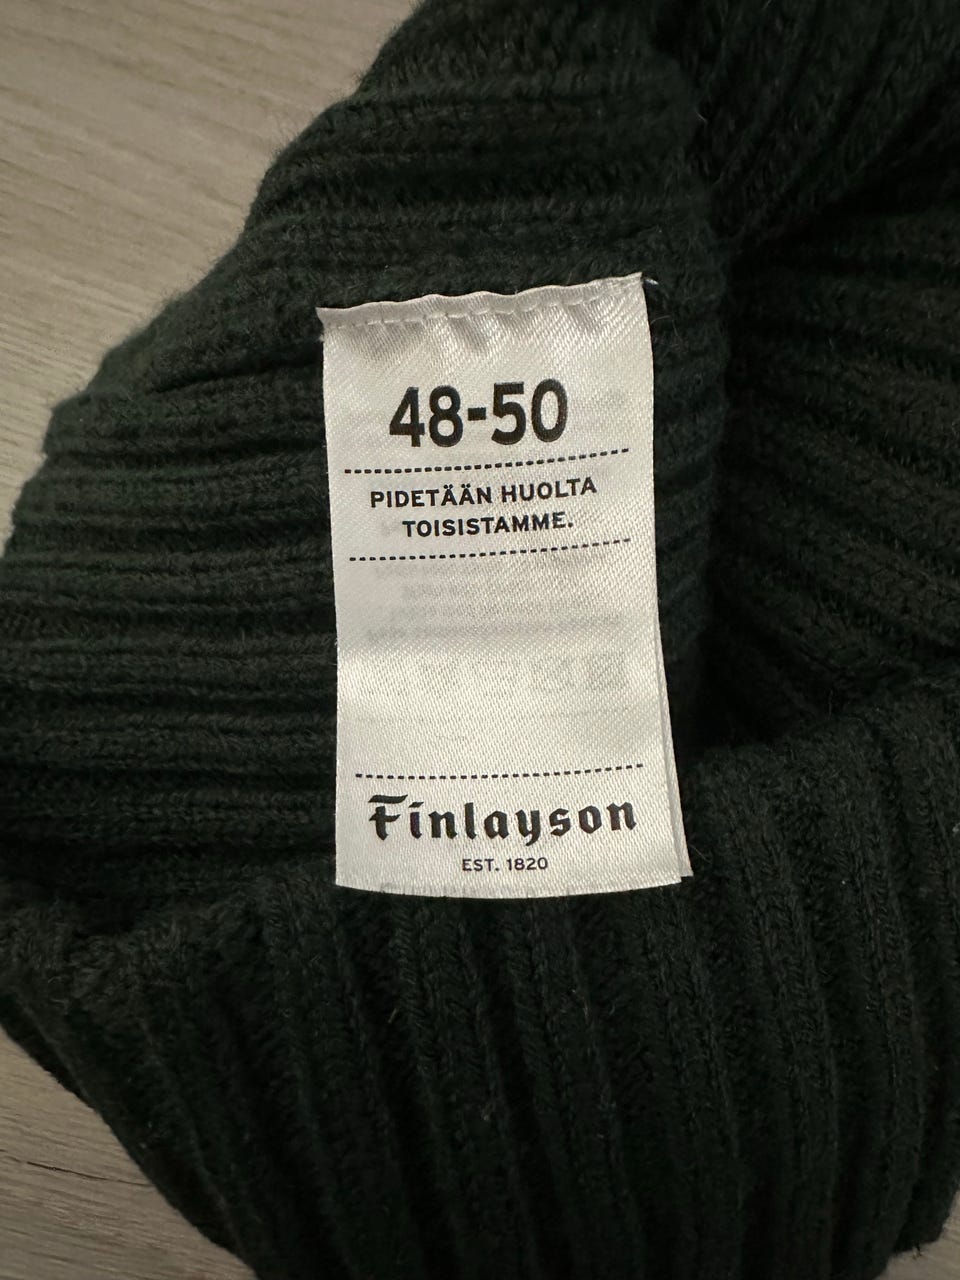 48-50
PIDETÄÄN HUOLTA
TOISISTAMME.
Finlayson
EST. 1820